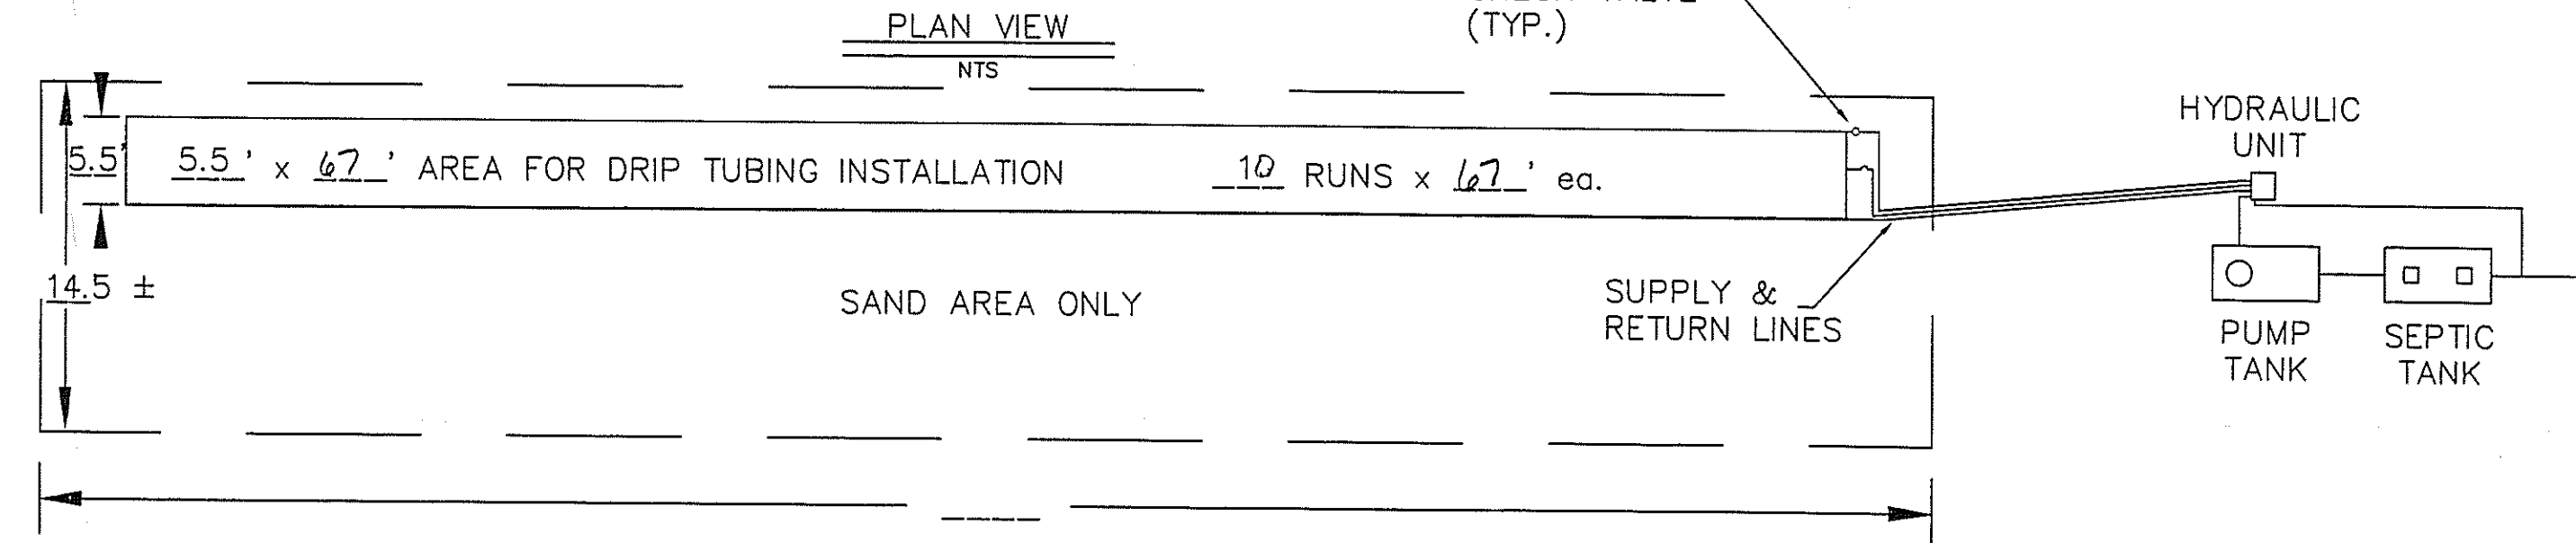 PLAN VIEW
NTS
(TYP.)
HYDRAULIC
UNIT
5.5'
5.5 ' x 67 ' AREA FOR DRIP TUBING INSTALLATION 10 RUNS x 67 ' ea.
14.5 ±
SAND AREA ONLY
SUPPLY &
RETURN LINES
PUMP
TANK
SEPTIC
TANK